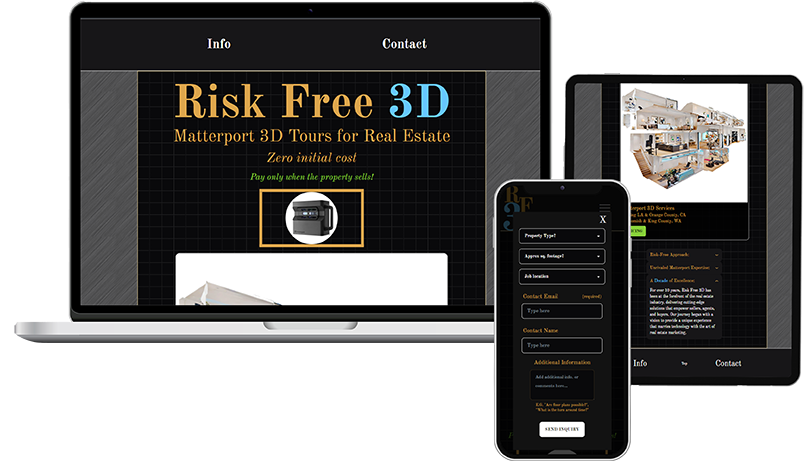 Info
Contact
Risk Free 3D
Matterport 3D Tours for Real Estate
Zero initial cost
Pay only when the property sells!
R F
3
X
Property Type?
Approx sq. footage?
Job location
Contact Email
(required)
Type here
Contact Name
Type here
Additional Information
Add additional info. or
comments here...
E.G. "Are floor plans possible?",
"What is the turn around time?"
SEND INQUIRY
3D Services
LA & Orange County, CA
& King County, WA
Risk-Free Approach:
Unrivaled Matterport Expertise:
A Decade of Excellence:
For over 10 years, Risk Free 3D has
been at the forefront of the real estate
industry, delivering cutting-edge
solutions that empower sellers, agents,
and buyers. Our journey began with a
vision to provide a unique experience
that marries technology with the art of
real estate marketing.
Info
Top
Contact